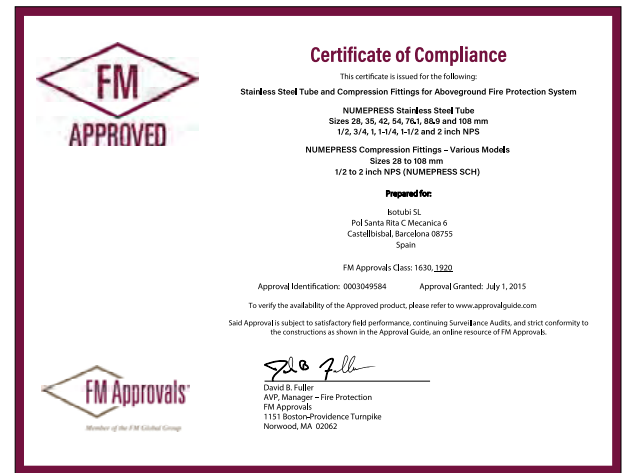 FM
APPROVED
Certificate of Compliance
This certificate is issued for the following:
Stainless Steel Tube and Compression Fittings for Aboveground Fire Protection System
NUMEPRESS Stainless Steel Tube
Sizes 28, 35, 42, 54, 76.1, 88.9 and 108 mm
1/2, 3/4, 1, 1-1/4, 1-1/2 and 2 inch NPS
NUMEPRESS Compression Fittings – Various Models
Sizes 28 to 108 mm
1/2 to 2 inch NPS (NUMEPRESS SCH)
Prepared for:
Isotubi SL
Pol Santa Rita C Mecanica 6
Castellbisbal, Barcelona 08755
Spain
FM Approvals Class: 1630, 1920
Approval Identification: 0003049584 Approval Granted: July 1, 2015
To verify the availability of the Approved product, please refer to www.approvalguide.com
Said Approval is subject to satisfactory field performance, continuing Surveillance Audits, and strict conformity to
the constructions as shown in the Approval Guide, an online resource of FM Approvals.
David B. Fuller
AVP, Manager – Fire Protection
FM Approvals
1151 Boston-Providence Turnpike
Norwood, MA 02062
FM Approvals
Member of the FM Global Group